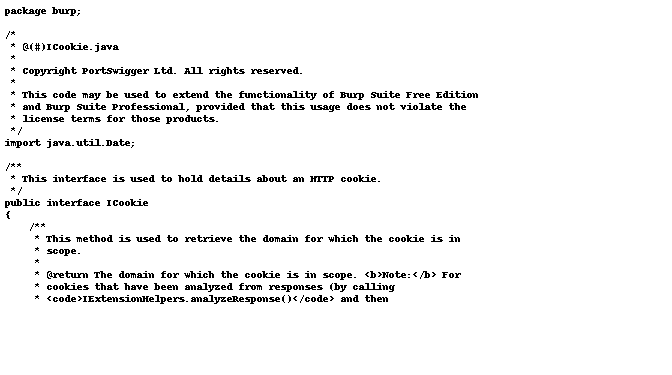 package burp;

/*
 * @(#)ICookie.java
 *
 * Copyright PortSwigger Ltd. All rights reserved.
 *
 * This code may be used to extend the functionality of Burp Suite Free Edition
 * and Burp Suite Professional, provided that this usage does not violate the
 * license terms for those products.
 */
import java.util.Date;

/**
 * This interface is used to hold details about an HTTP cookie.
 */
public interface ICookie
{
    /**
     * This method is used to retrieve the domain for which the cookie is in
     * scope.
     *
     * @return The domain for which the cookie is in scope. <b>Note:</b> For
     * cookies that have been analyzed from responses (by calling
     * <code>IExtensionHelpers.analyzeResponse()</code> and then